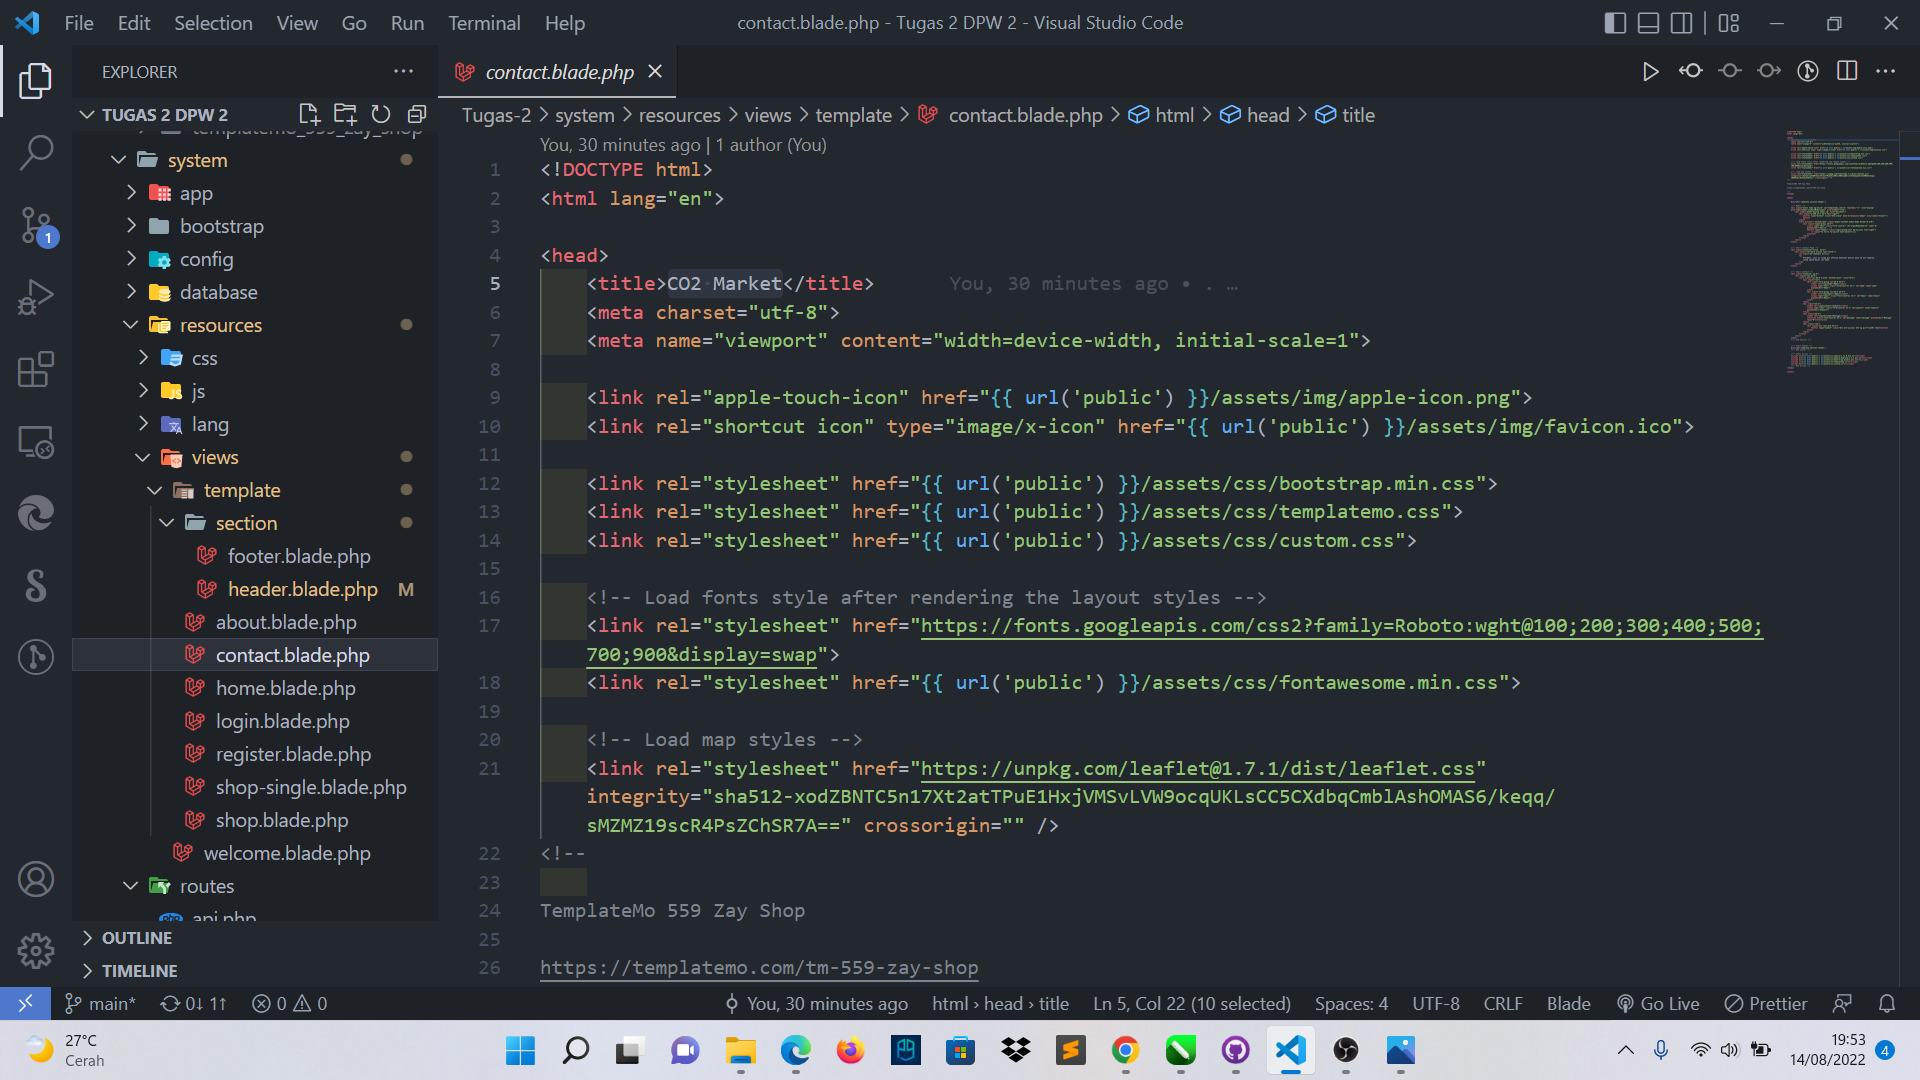 File Edit Selection View Go Run Terminal Help
contact.blade.php - Tugas 2 DPW 2 - Visual Studio Code
EXPLORER
TUGAS 2 DPW 2
templatemo_559_zay_shop
system
app
bootstrap
config
database
resources
css
js
lang
views
template
section
footer.blade.php
header.blade.php M
about.blade.php
contact.blade.php
home.blade.php
login.blade.php
register.blade.php
shop-single.blade.php
shop.blade.php
welcome.blade.php
routes
api.php
OUTLINE
TIMELINE
1
contact.blade.php
Tugas-2 > system > resources > views > template > contact.blade.php > html > head > title
You, 30 minutes ago | 1 author (You)
1 <!DOCTYPE html>
2 <html lang="en">
3
4 <head>
5 <title>CO2·Market</title> You, 30 minutes ago • . …
6 <meta charset="utf-8">
7 <meta name="viewport" content="width=device-width, initial-scale=1">
8
9 <link rel="apple-touch-icon" href="{{ url('public') }}/assets/img/apple-icon.png">
10 <link rel="shortcut icon" type="image/x-icon" href="{{ url('public') }}/assets/img/favicon.ico">
11
12 <link rel="stylesheet" href="{{ url('public') }}/assets/css/bootstrap.min.css">
13 <link rel="stylesheet" href="{{ url('public') }}/assets/css/templatemo.css">
14 <link rel="stylesheet" href="{{ url('public') }}/assets/css/custom.css">
15
16 <!-- Load fonts style after rendering the layout styles -->
17 <link rel="stylesheet" href="https://fonts.googleapis.com/css2?family=Roboto:wght@100;200;300;400;500;
700;900&display=swap">
18 <link rel="stylesheet" href="{{ url('public') }}/assets/css/fontawesome.min.css">
19
20 <!-- Load map styles -->
21 <link rel="stylesheet" href="https://unpkg.com/leaflet@1.7.1/dist/leaflet.css"
integrity="sha512-xodZBNTC5n17Xt2atTPuE1HxjVMSvLVW9ocqUKLsCC5CXdbqCmblAshOMAS6/keqq/
sMZMZ19scR4PsZChSR7A==" crossorigin="" />
22 <!--
23
24 TemplateMo 559 Zay Shop
25
26 https://templatemo.com/tm-559-zay-shop
main* 0↓ 1↑ 0 0
You, 30 minutes ago html › head › title Ln 5, Col 22 (10 selected) Spaces: 4 UTF-8 CRLF Blade Go Live Prettier
27°C
Cerah
19:53
14/08/2022 4